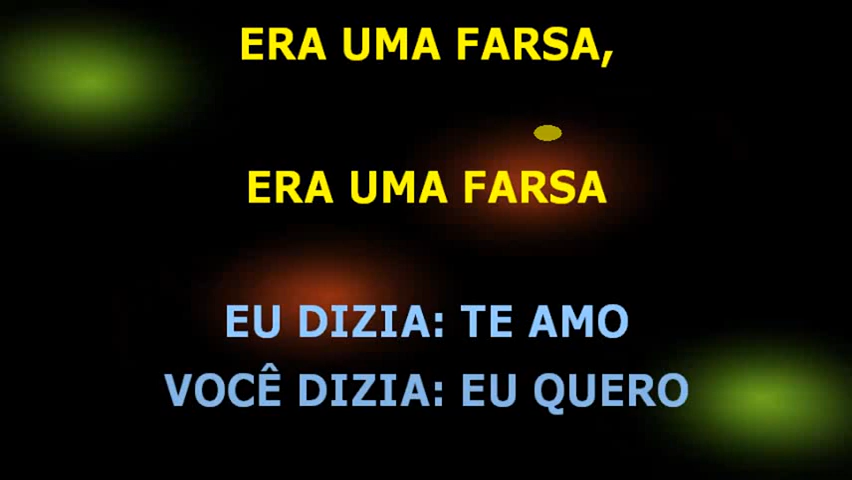 ERA UMA FARSA,
ERA UMA FARSA
EU DIZIA: TE AMO
VOCÊ DIZIA: EU QUERO